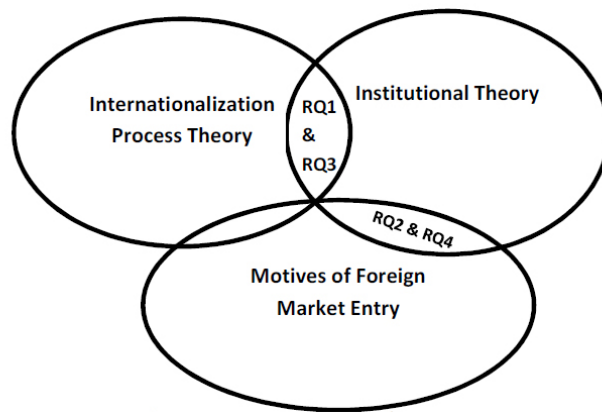 Internationalization
Process Theory
RQ1
&
RQ3
Institutional Theory
RQ2 & RQ4
Motives of Foreign
Market Entry